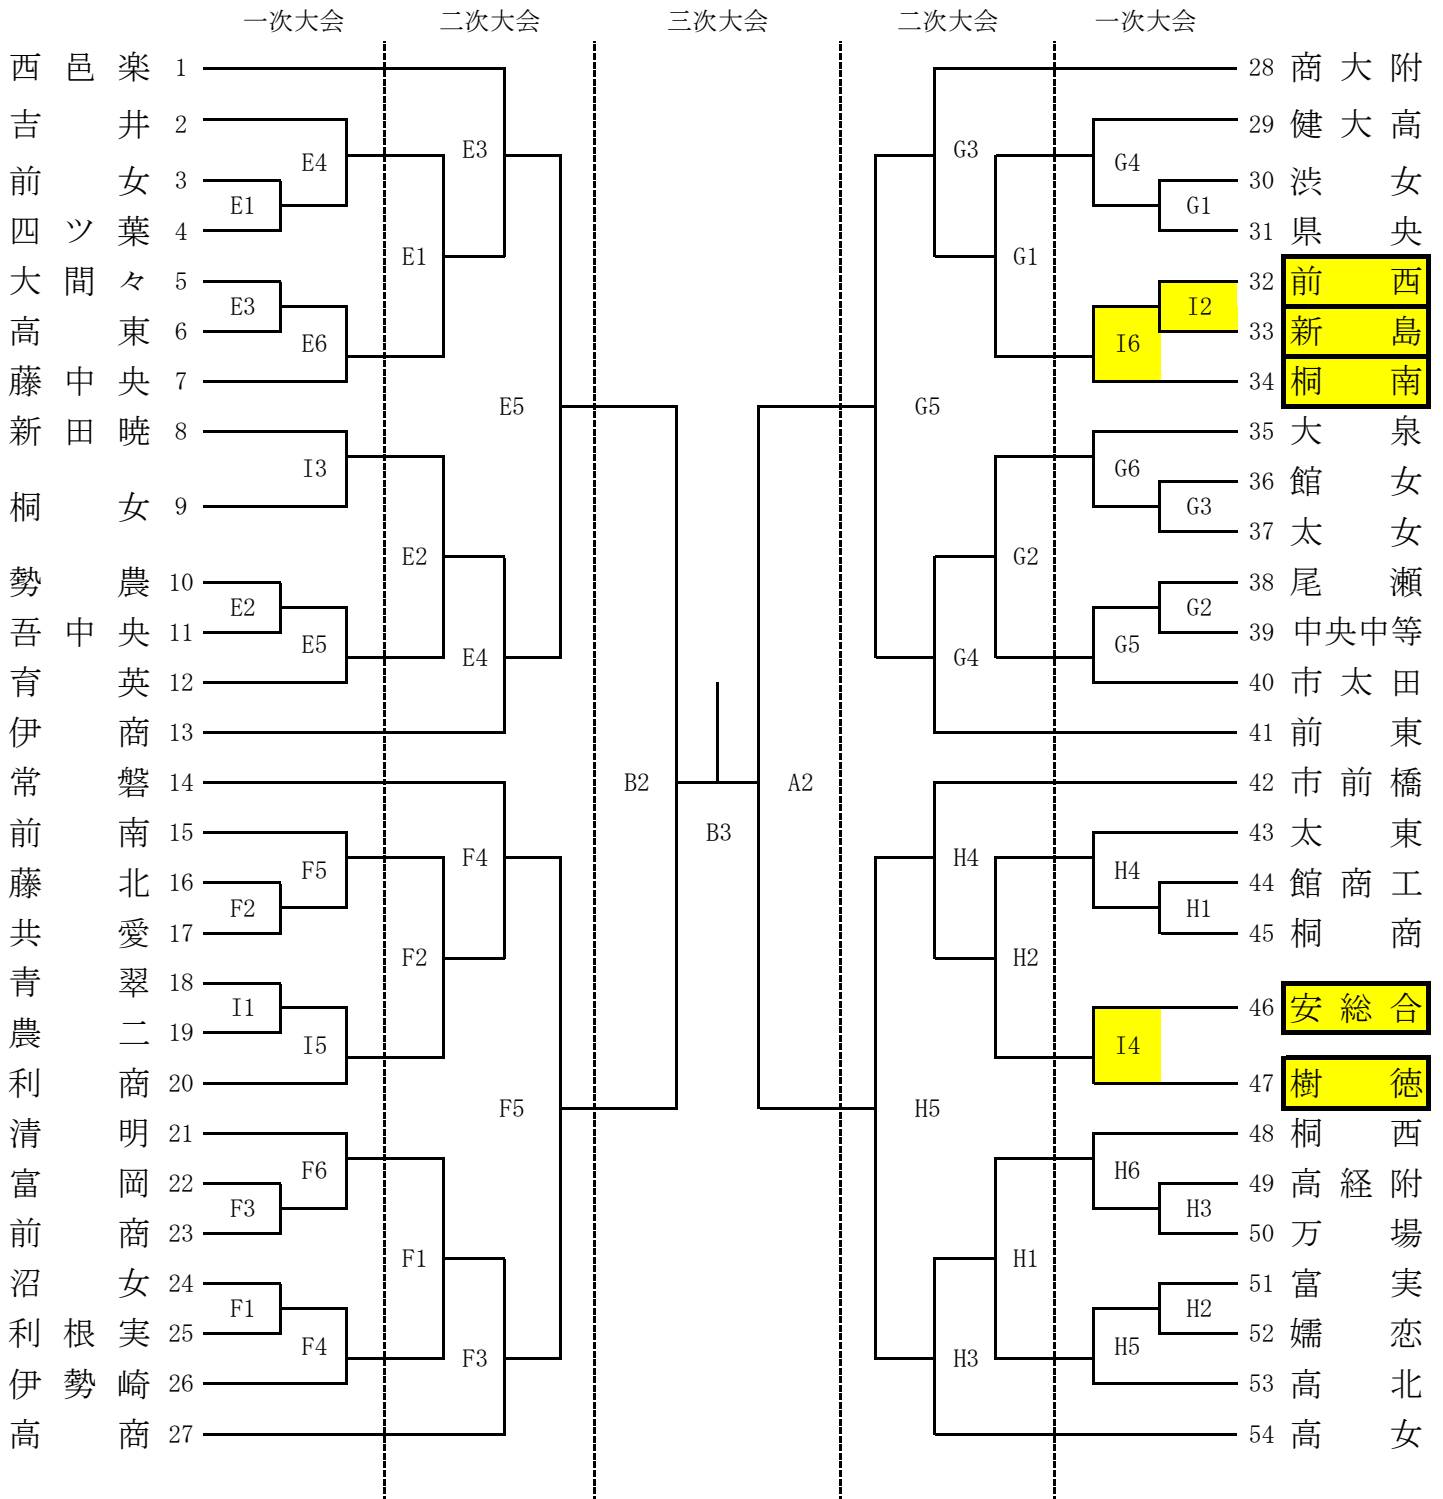 一次大会 二次大会 三次大会 二次大会 一次大会
西邑楽 1 28 商大附
吉井 2 29 健大高
E3 G3
E4 G4
前女 3 30 渋女
E1 G1
四ツ葉 4 31 県央
E1 G1
大間々 5 32 前西
E3 I2
高東 6 33 新島
E6 I6
藤中央 7 34 桐南
E5 G5
新田暁 8 35 大泉
I3 G6
36 館女
桐女 9 G3
37 太女
E2 G2
勢農 10 38 尾瀬
E2 G2
吾中央 11 39 中央中等
E5 G5
E4 G4
育英 12 40 市太田
伊商 13 41 前東
常磐 14 B2 A2 42 市前橋
前南 15 B3 43 太東
F4 H4
F5 H4
藤北 16 44 館商工
F2 H1
共愛 17 45 桐商
F2 H2
青翠 18
I1 46 安総合
農二 19
I5 I4
利商 20 47 樹徳
F5 H5
清明 21 48 桐西
F6 H6
富岡 22 49 高経附
F3 H3
前商 23 50 万場
F1 H1
沼女 24 51 富実
F1 H2
利根実 25 52 嬬恋
F4 H5
F3 H3
伊勢崎 26 53 高北
高商 27 54 高女